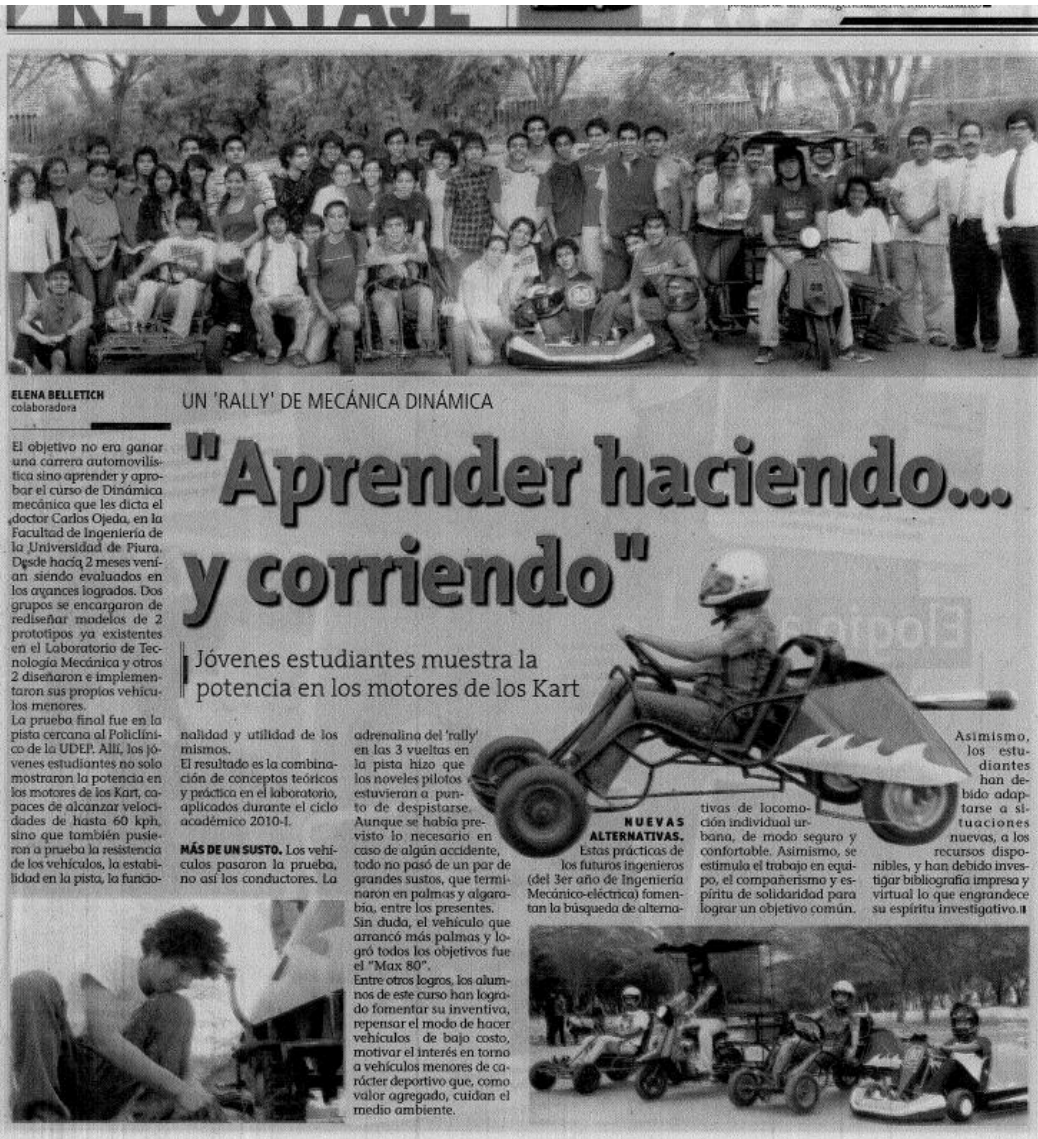 REPORTAJE
ELENA BELLETICH
colaboradora
UN 'RALLY' DE MECÁNICA DINÁMICA
"Aprender haciendo...
y corriendo"
Jóvenes estudiantes muestra la
potencia en los motores de los Kart
El objetivo no era ganar
una carrera automovilís-
tica sino aprender y apro-
bar el curso de Dinámica
mecánica que les dicta el
doctor Carlos Ojeda, en la
Facultad de Ingeniería de
la Universidad de Piura.
Desde hacía 2 meses vení-
an siendo evaluados en
los avances logrados. Dos
grupos se encargaron de
rediseñar modelos de 2
prototipos ya existentes
en el Laboratorio de Tec-
nología Mecánica y otros
2 diseñaron e implemen-
taron sus propios vehícu-
los menores.
La prueba final fue en la
pista cercana al Policlíni-
co de la UDEP. Allí, los jó-
venes estudiantes no solo
mostraron la potencia en
los motores de los Kart, ca-
paces de alcanzar veloci-
dades de hasta 60 kph,
sino que también pusie-
ron a prueba la resistencia
de los vehículos, la estabi-
lidad en la pista, la funcio-
nalidad y utilidad de los
mismos.
El resultado es la combina-
ción de conceptos teóricos
y práctica en el laboratorio,
aplicados durante el ciclo
académico 2010-I.
MÁS DE UN SUSTO. Los vehí-
culos pasaron la prueba,
no así los conductores. La
adrenalina del 'rally'
en las 3 vueltas en
la pista hizo que
los noveles pilotos
estuvieran a pun-
to de despistarse.
Aunque se había pre-
visto lo necesario en
caso de algún accidente,
todo no pasó de un par de
grandes sustos, que termi-
naron en palmas y algara-
bía, entre los presentes.
Sin duda, el vehículo que
arrancó más palmas y lo-
gró todos los objetivos fue
el "Max 80".
Entre otros logros, los alum-
nos de este curso han logra-
do fomentar su inventiva,
repensar el modo de hacer
vehículos de bajo costo,
motivar el interés en torno
a vehículos menores de ca-
rácter deportivo que, como
valor agregado, cuidan el
medio ambiente.
NUEVAS
ALTERNATIVAS.
Estas prácticas de
los futuros ingenieros
(del 3er año de Ingeniería
Mecánico-eléctrica) fomen-
tan la búsqueda de alterna-
tivas de locomo-
ción individual ur-
bana, de modo seguro y
confortable. Asimismo, se
estimula el trabajo en equi-
po, el compañerismo y es-
píritu de solidaridad para
lograr un objetivo común.
Asimismo,
los estu-
diantes
han de-
bido adap-
tarse a si-
tuaciones
nuevas, a los
recursos dispo-
nibles, y han debido inves-
tigar bibliografía impresa y
virtual lo que engrandece
su espíritu investigativo.